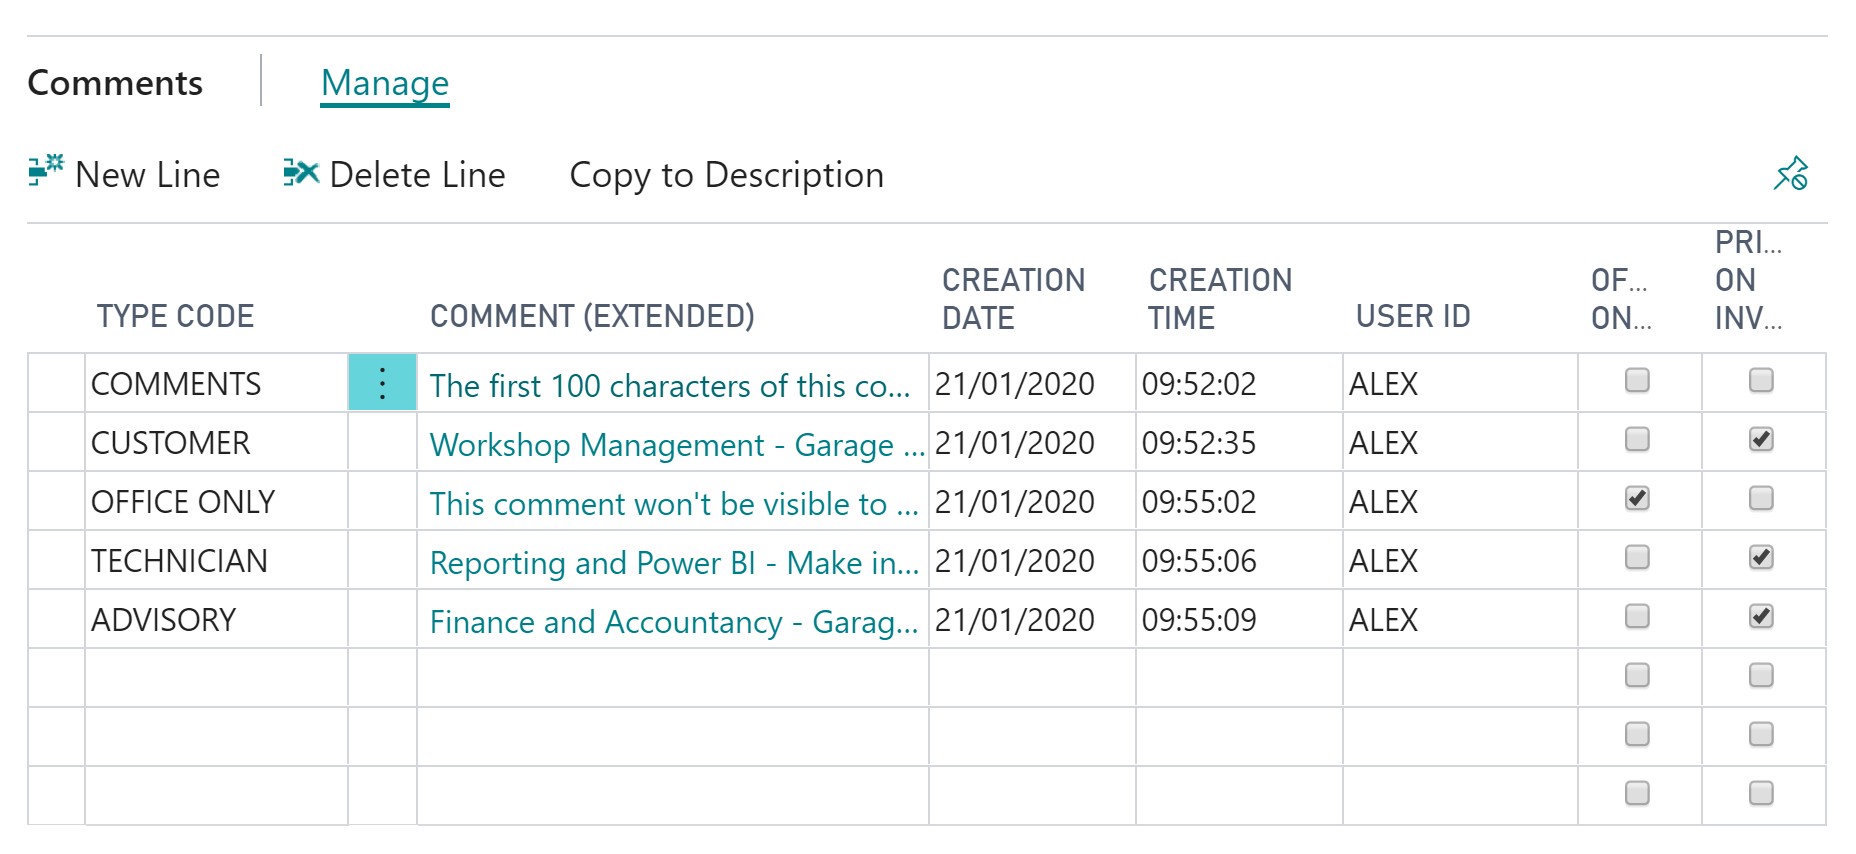 Comments Manage
New Line Delete Line Copy to Description
TYPE CODE COMMENT (EXTENDED) CREATION DATE CREATION TIME USER ID OF... ON... PRI... ON INV...
COMMENTS The first 100 characters of this co... 21/01/2020 09:52:02 ALEX
CUSTOMER Workshop Management - Garage ... 21/01/2020 09:52:35 ALEX
OFFICE ONLY This comment won't be visible to ... 21/01/2020 09:55:02 ALEX
TECHNICIAN Reporting and Power BI - Make in... 21/01/2020 09:55:06 ALEX
ADVISORY Finance and Accountancy - Garag... 21/01/2020 09:55:09 ALEX